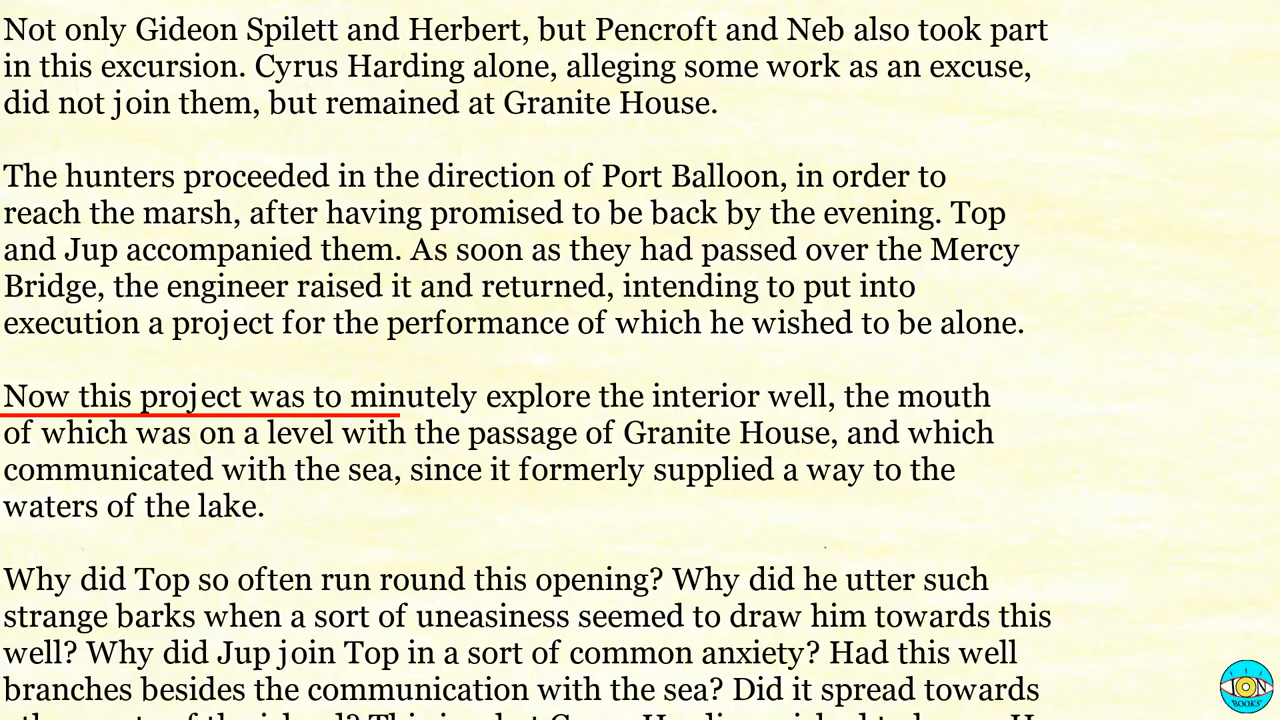 Not only Gideon Spilett and Herbert, but Pencroft and Neb also took part
in this excursion. Cyrus Harding alone, alleging some work as an excuse,
did not join them, but remained at Granite House.
The hunters proceeded in the direction of Port Balloon, in order to
reach the marsh, after having promised to be back by the evening. Top
and Jup accompanied them. As soon as they had passed over the Mercy
Bridge, the engineer raised it and returned, intending to put into
execution a project for the performance of which he wished to be alone.
Now this project was to minutely explore the interior well, the mouth
of which was on a level with the passage of Granite House, and which
communicated with the sea, since it formerly supplied a way to the
waters of the lake.
Why did Top so often run round this opening? Why did he utter such
strange barks when a sort of uneasiness seemed to draw him towards this
well? Why did Jup join Top in a sort of common anxiety? Had this well
branches besides the communication with the sea? Did it spread towards
ION
BOOKS